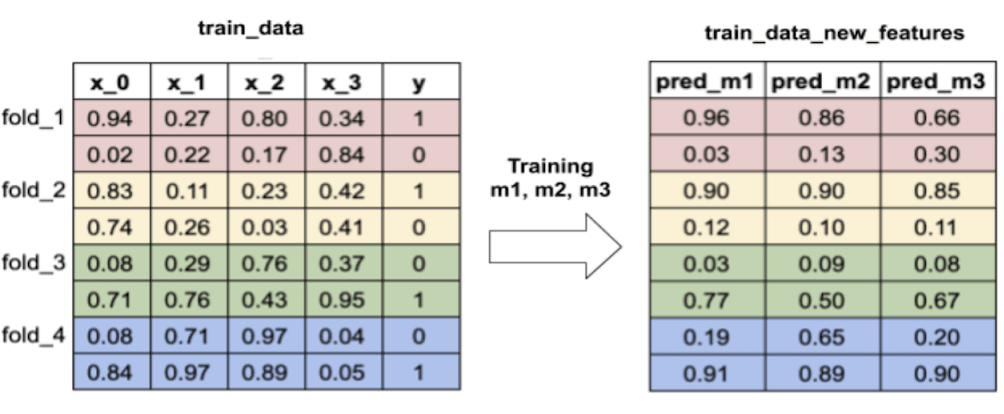 train_data
x_0 x_1 x_2 x_3 y
fold_1 0.94 0.27 0.80 0.34 1
0.02 0.22 0.17 0.84 0
fold_2 0.83 0.11 0.23 0.42 1
0.74 0.26 0.03 0.41 0
fold_3 0.08 0.29 0.76 0.37 0
0.71 0.76 0.43 0.95 1
fold_4 0.08 0.71 0.97 0.04 0
0.84 0.97 0.89 0.05 1
Training
m1, m2, m3
train_data_new_features
pred_m1 pred_m2 pred_m3
0.96 0.86 0.66
0.03 0.13 0.30
0.90 0.90 0.85
0.12 0.10 0.11
0.03 0.09 0.08
0.77 0.50 0.67
0.19 0.65 0.20
0.91 0.89 0.90